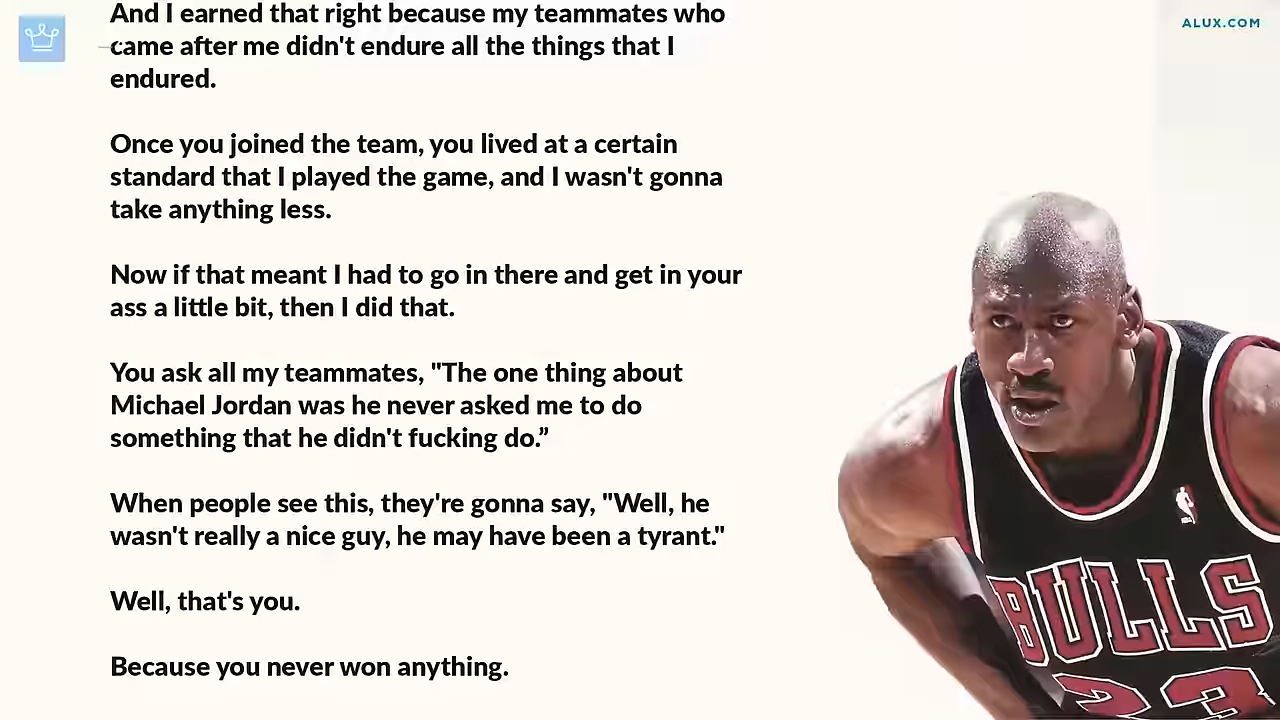 And I earned that right because my teammates who
came after me didn't endure all the things that I
endured.
Once you joined the team, you lived at a certain
standard that I played the game, and I wasn't gonna
take anything less.
Now if that meant I had to go in there and get in your
ass a little bit, then I did that.
You ask all my teammates, "The one thing about
Michael Jordan was he never asked me to do
something that he didn't fucking do.”
When people see this, they're gonna say, "Well, he
wasn't really a nice guy, he may have been a tyrant."
Well, that's you.
Because you never won anything.
ALUX.COM
BULLS
23